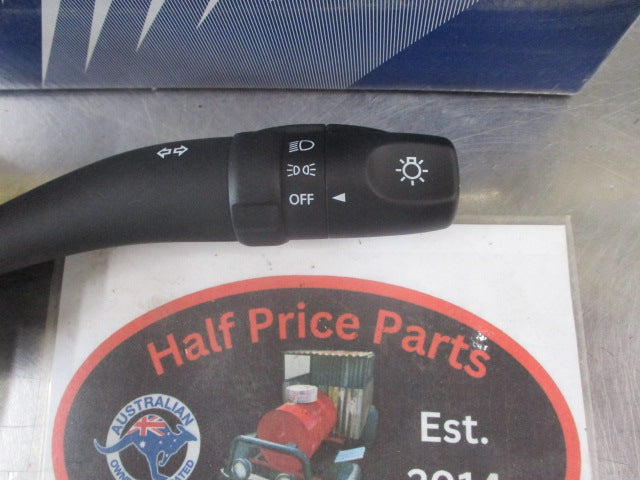 OFF
Half Price Parts
AUSTRALIAN
Est.
2014